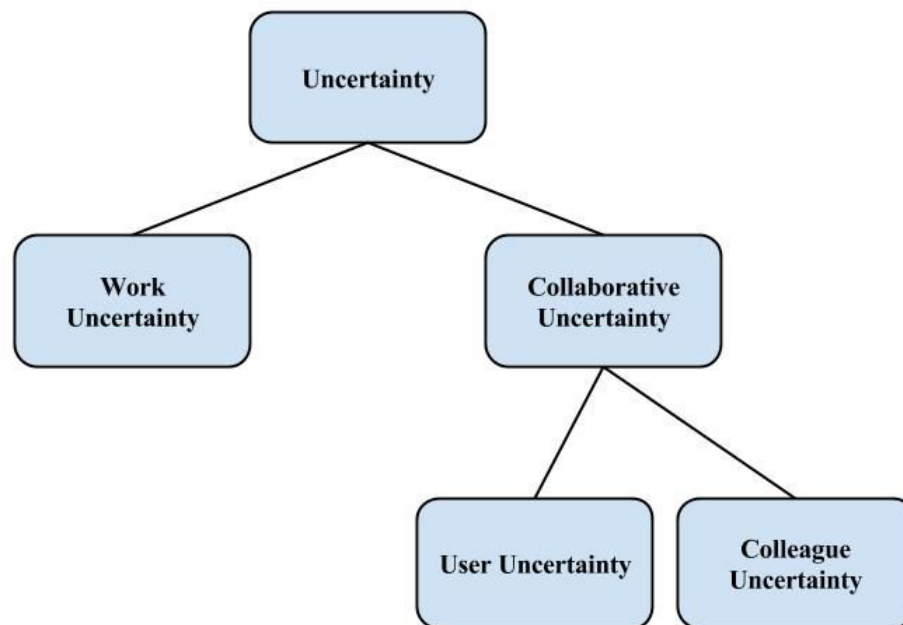 Uncertainty
Work
Uncertainty
Collaborative
Uncertainty
User Uncertainty
Colleague
Uncertainty